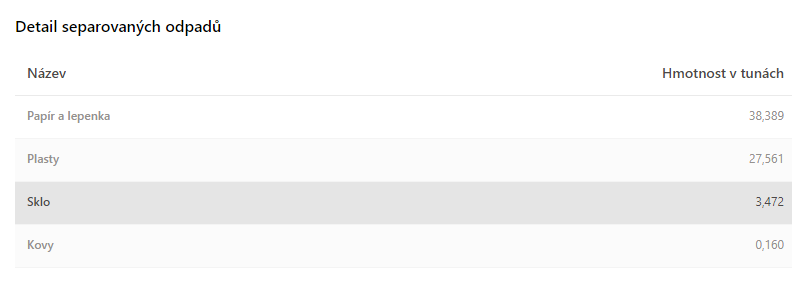 Detail separovaných odpadů
Název Hmotnost v tunách
Papír a lepenka 38,389
Plasty 27,561
Sklo 3,472
Kovy 0,160